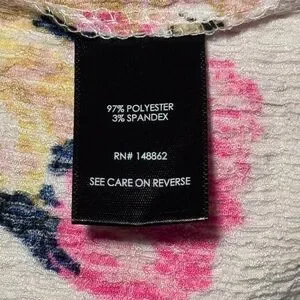 97% POLYESTER
3% SPANDEX
RN# 148862
SEE CARE ON REVERSE